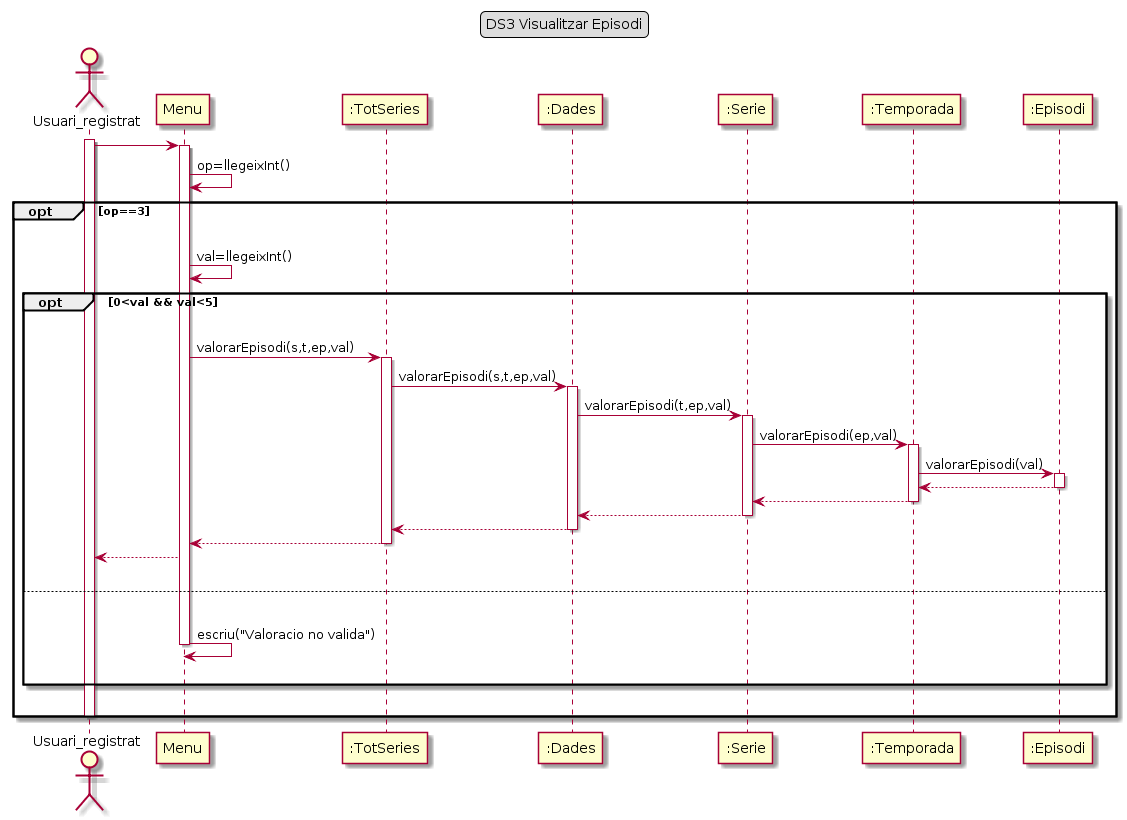 DS3 Visualitzar Episodi
Usuari_registrat
Menu
:TotSeries
:Dades
:Serie
:Temporada
:Episodi
op=llegeixInt()
opt
[op==3]
val=llegeixInt()
opt
[0<val && val<5]
valorarEpisodi(s,t,ep,val)
valorarEpisodi(s,t,ep,val)
valorarEpisodi(t,ep,val)
valorarEpisodi(ep,val)
valorarEpisodi(val)
escriu("Valoracio no valida")
Usuari_registrat
Menu
:TotSeries
:Dades
:Serie
:Temporada
:Episodi